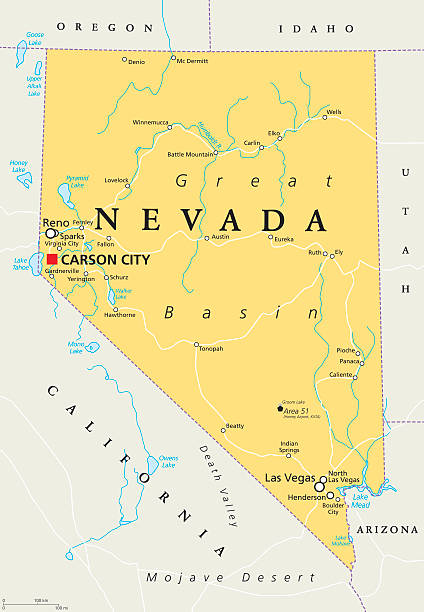 OREGON
IDAHO
Goose
Lake
Denio
Mc Dermitt
Upper
Alkali
Lake
Wells
Winnemucca
Humboldt R.
Elko
Carlin
Battle Mountain
Honey
Lake
Pyramid
Lake
Lovelock
Great
UTAH
NEVADA
Reno
Fernley
Sparks
Virginia City
Fallon
Austin
Eureka
Ruth
Ely
Lake
Tahoe
CARSON CITY
Gardnerville
Yerington
Schurz
Walker
Lake
Hawthorne
Basin
Mono
Lake
Tonopah
Pioche
Panaca
Caliente
CALIFORNIA
Groom Lake
Area 51
Beatty
Death Valley
Indian
Springs
Owens
Lake
Las Vegas
North
Las Vegas
Henderson
Boulder
City
Lake
Mead
ARIZONA
Lake
Mohave
Mojave Desert
0
100 km
0
100 mi